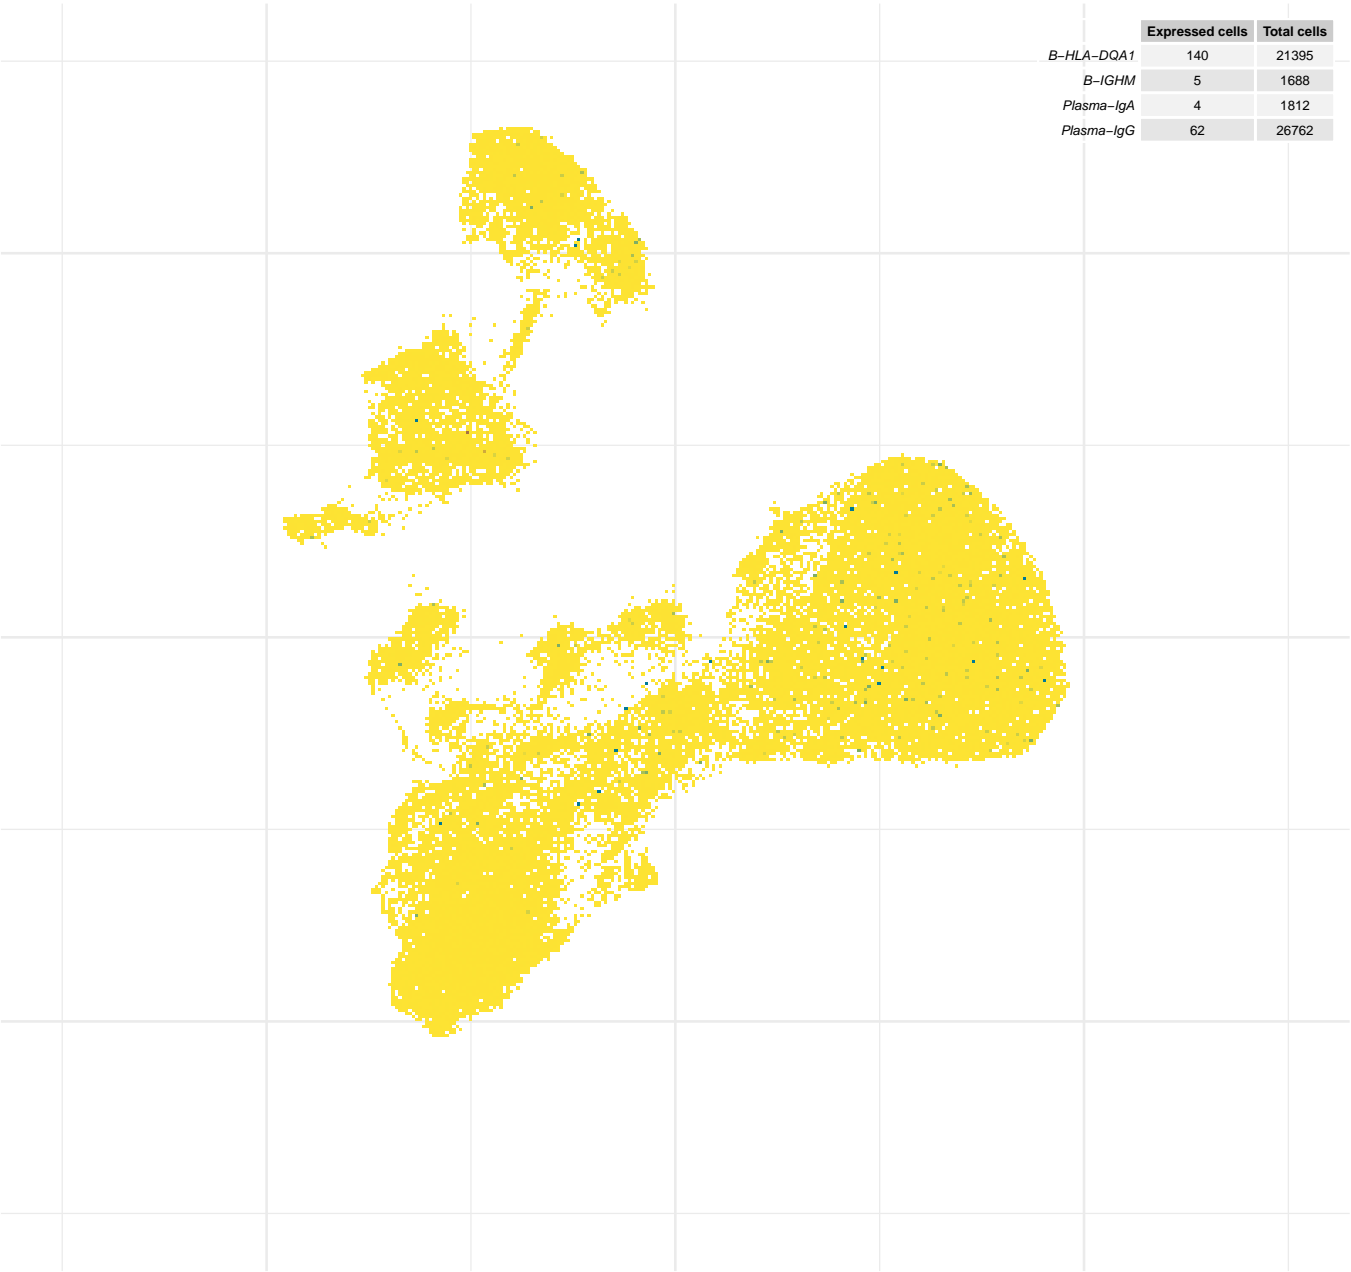 Expressed cells Total cells
B−HLA−DQA1 140 21395
B−IGHM 5 1688
Plasma−IgA 4 1812
Plasma−IgG 62 26762